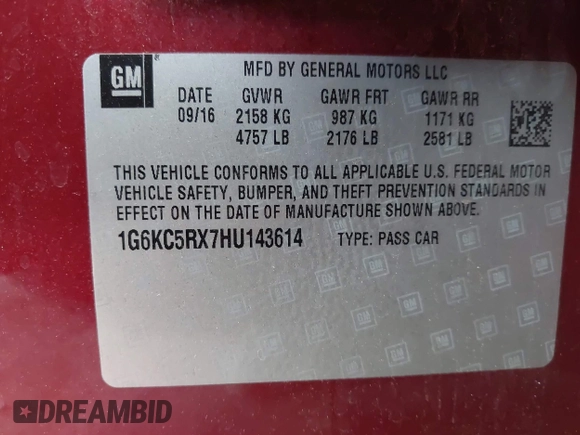 GM
MFD BY GENERAL MOTORS LLC
DATE GVWR GAWR FRT GAWR RR
09/16 2158 KG 987 KG 1171 KG
4757 LB 2176 LB 2581 LB
THIS VEHICLE CONFORMS TO ALL APPLICABLE U.S. FEDERAL MOTOR
VEHICLE SAFETY, BUMPER, AND THEFT PREVENTION STANDARDS IN
EFFECT ON THE DATE OF MANUFACTURE SHOWN ABOVE.
1G6KC5RX7HU143614 TYPE: PASS CAR
DREAMBID